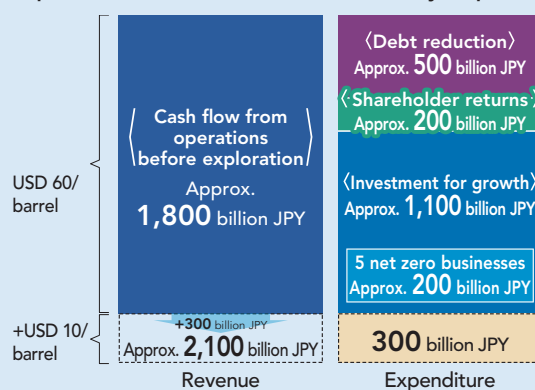 USD 60/
barrel
+USD 10/
barrel
Cash flow from
operations
before exploration
Approx.
1,800 billion JPY
+300 billion JPY
Approx. 2,100 billion JPY
Revenue
〈Debt reduction〉
Approx. 500 billion JPY
〈Shareholder returns〉
Approx. 200 billion JPY
〈Investment for growth〉
Approx. 1,100 billion JPY
5 net zero businesses
Approx. 200 billion JPY
300 billion JPY
Expenditure